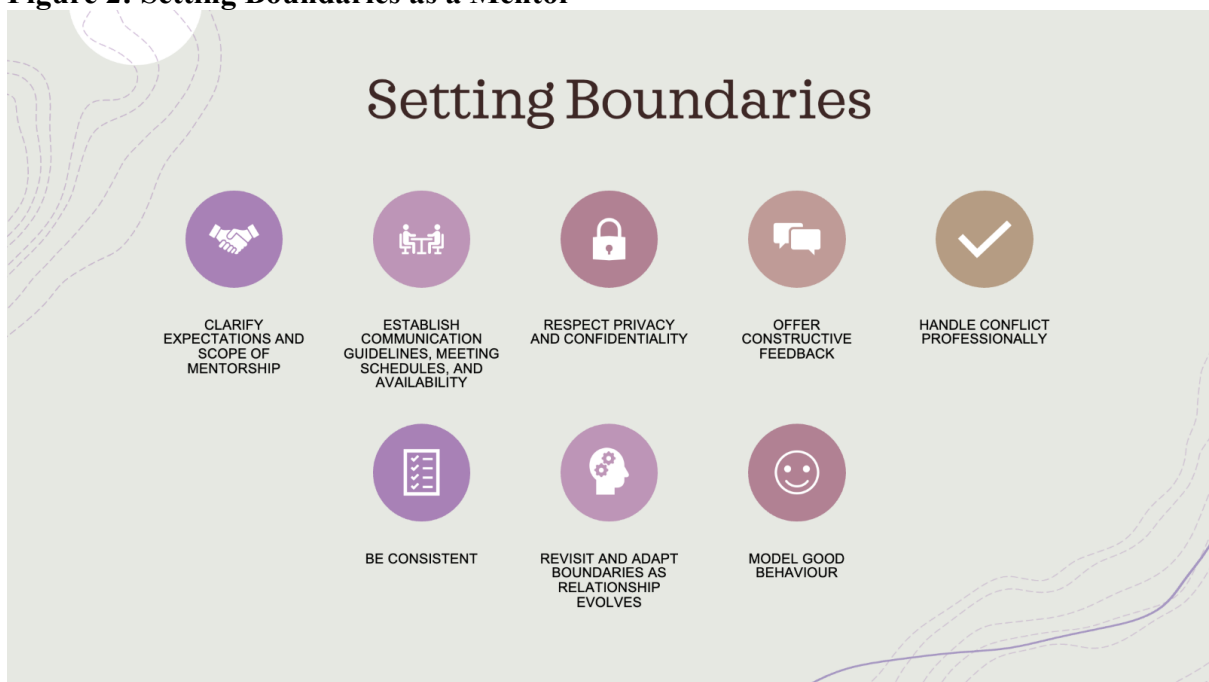 Figure 2: Setting Boundaries as a Mentor
Setting Boundaries
CLARIFY
EXPECTATIONS AND
SCOPE OF
MENTORSHIP
ESTABLISH
COMMUNICATION
GUIDELINES, MEETING
SCHEDULES, AND
AVAILABILITY
RESPECT PRIVACY
AND CONFIDENTIALITY
OFFER
CONSTRUCTIVE
FEEDBACK
HANDLE CONFLICT
PROFESSIONALLY
BE CONSISTENT
REVISIT AND ADAPT
BOUNDARIES AS
RELATIONSHIP
EVOLVES
MODEL GOOD
BEHAVIOUR